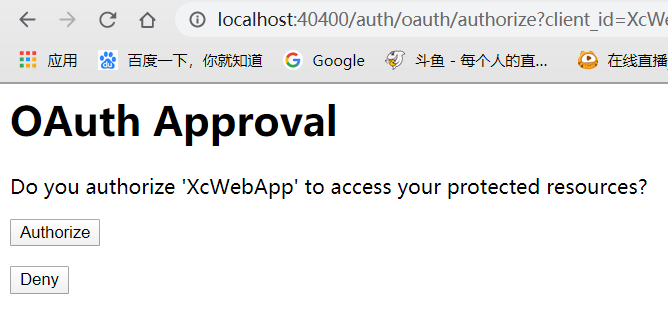 localhost:40400/auth/oauth/authorize?client_id=XcWe
应用 百度一下，你就知道 Google 斗鱼 - 每个人的直... 在线直播
OAuth Approval
Do you authorize 'XcWebApp' to access your protected resources?
Authorize
Deny